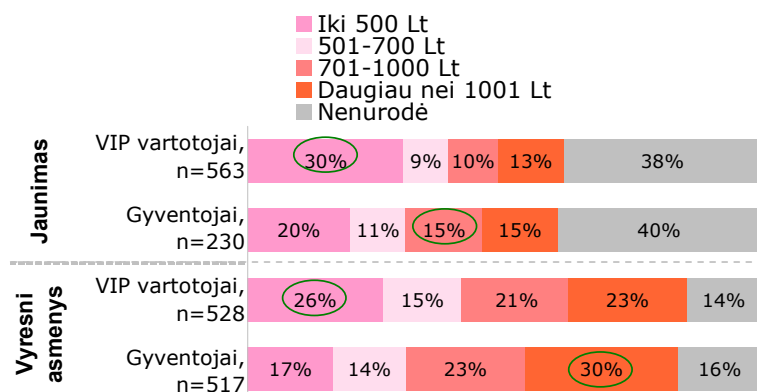 Iki 500 Lt
501-700 Lt
701-1000 Lt
Daugiau nei 1001 Lt
Nenurodė
Jaunimas
VIP vartotojai,
n=563
30% 9% 10% 13% 38%
Gyventojai,
n=230
20% 11% 15% 15% 40%
Vyresni
asmenys
VIP vartotojai,
n=528
26% 15% 21% 23% 14%
Gyventojai,
n=517
17% 14% 23% 30% 16%